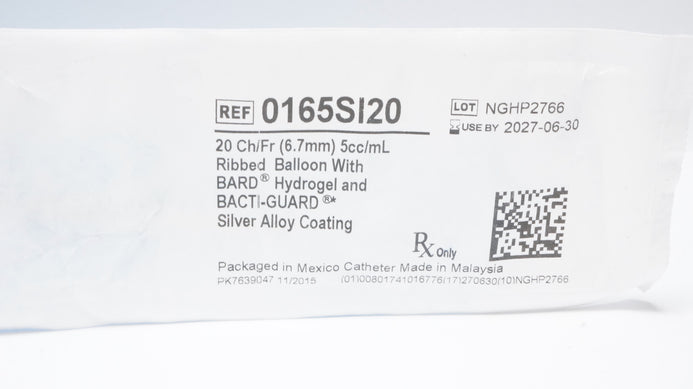 REF 0165SI20
LOT NGHP2766
USE BY 2027-06-30
20 Ch/Fr (6.7mm) 5cc/mL
Ribbed Balloon With
BARD® Hydrogel and
BACTI-GUARD®*
Silver Alloy Coating
Rx Only
Packaged in Mexico Catheter Made in Malaysia
PK7639047 11/2015 (01)00801741016776(17)270630(10)NGHP2766